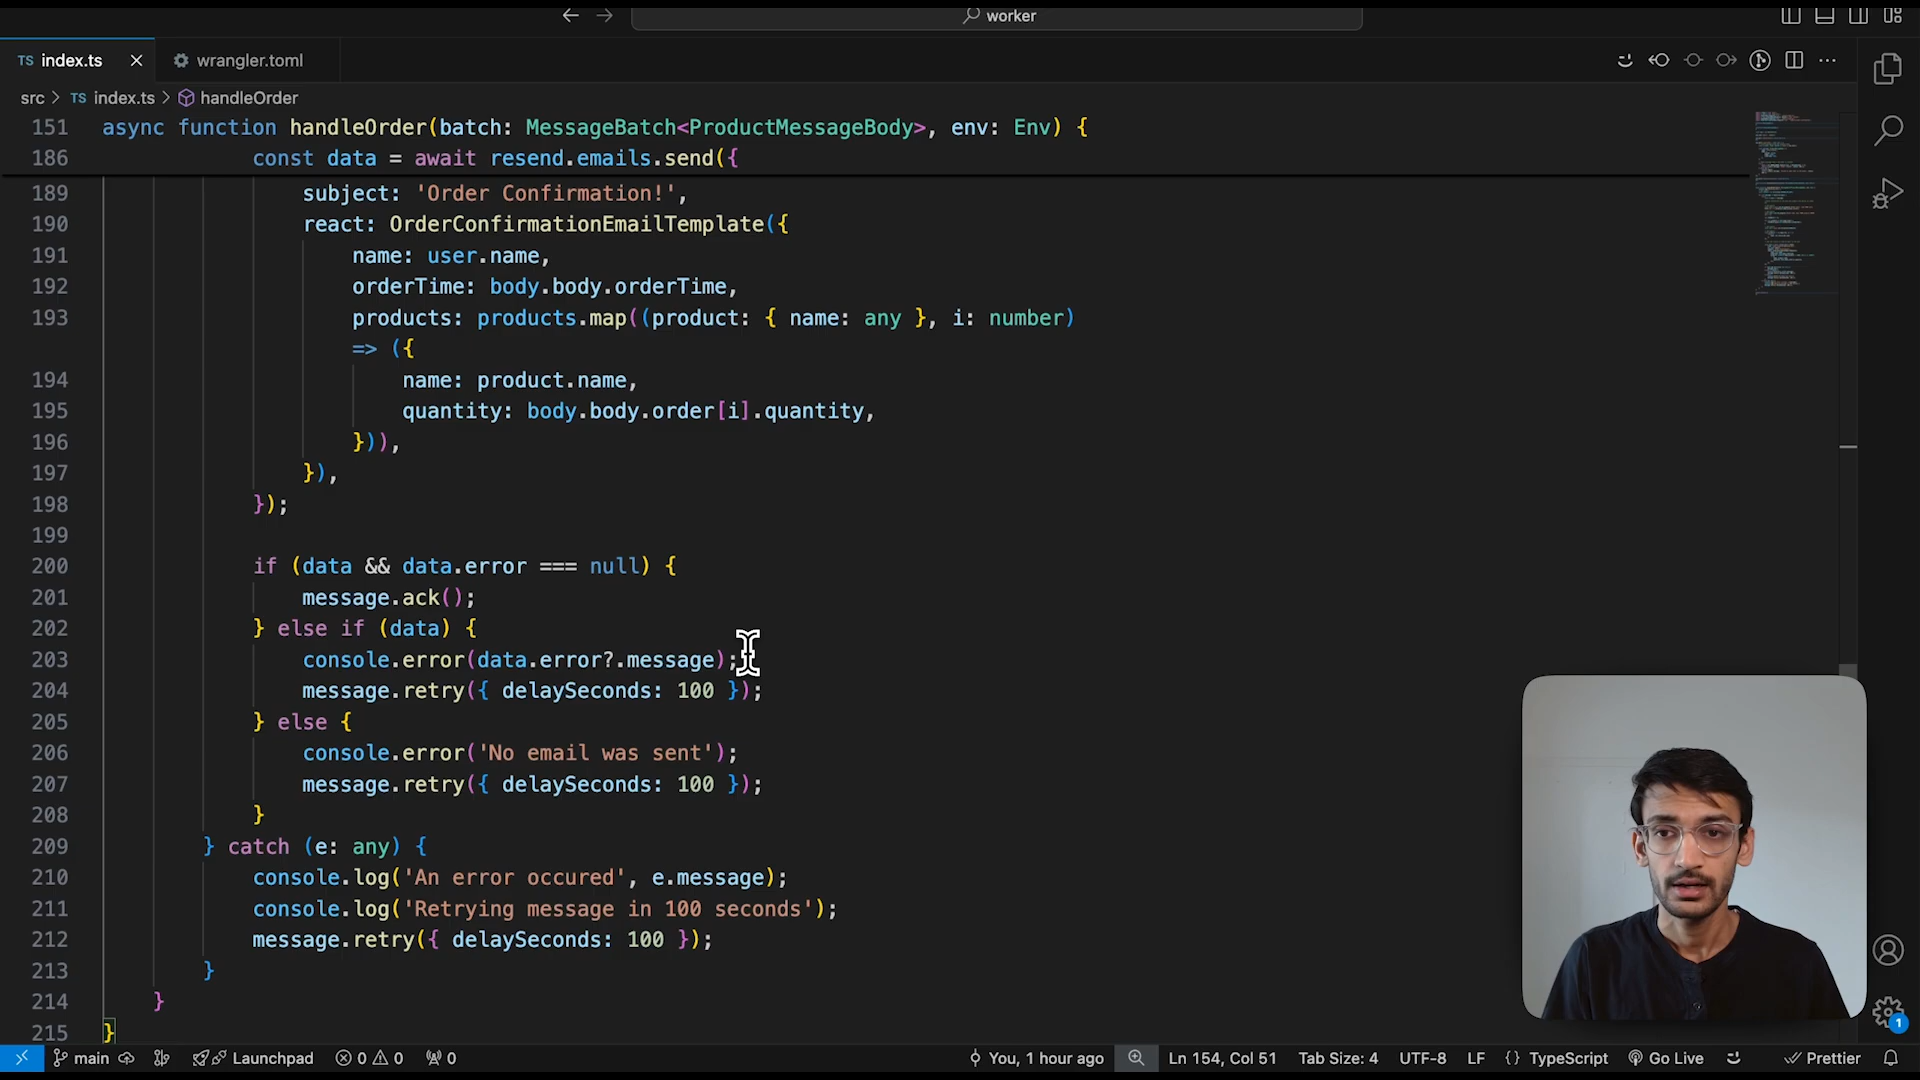 worker
TS index.ts
wrangler.toml
src > TS index.ts > handleOrder
151 async function handleOrder(batch: MessageBatch<ProductMessageBody>, env: Env) {
186 const data = await resend.emails.send({
189 subject: 'Order Confirmation!',
190 react: OrderConfirmationEmailTemplate({
191 name: user.name,
192 orderTime: body.body.orderTime,
193 products: products.map((product: { name: any }, i: number)
=> ({
194 name: product.name,
195 quantity: body.body.order[i].quantity,
196 })),
197 }),
198 });
199
200 if (data && data.error === null) {
201 message.ack();
202 } else if (data) {
203 console.error(data.error?.message);
204 message.retry({ delaySeconds: 100 });
205 } else {
206 console.error('No email was sent');
207 message.retry({ delaySeconds: 100 });
208 }
209 } catch (e: any) {
210 console.log('An error occured', e.message);
211 console.log('Retrying message in 100 seconds');
212 message.retry({ delaySeconds: 100 });
213 }
214 }
215 }
1
main Launchpad 0 0 0 You, 1 hour ago Ln 154, Col 51 Tab Size: 4 UTF-8 LF {} TypeScript Go Live Prettier